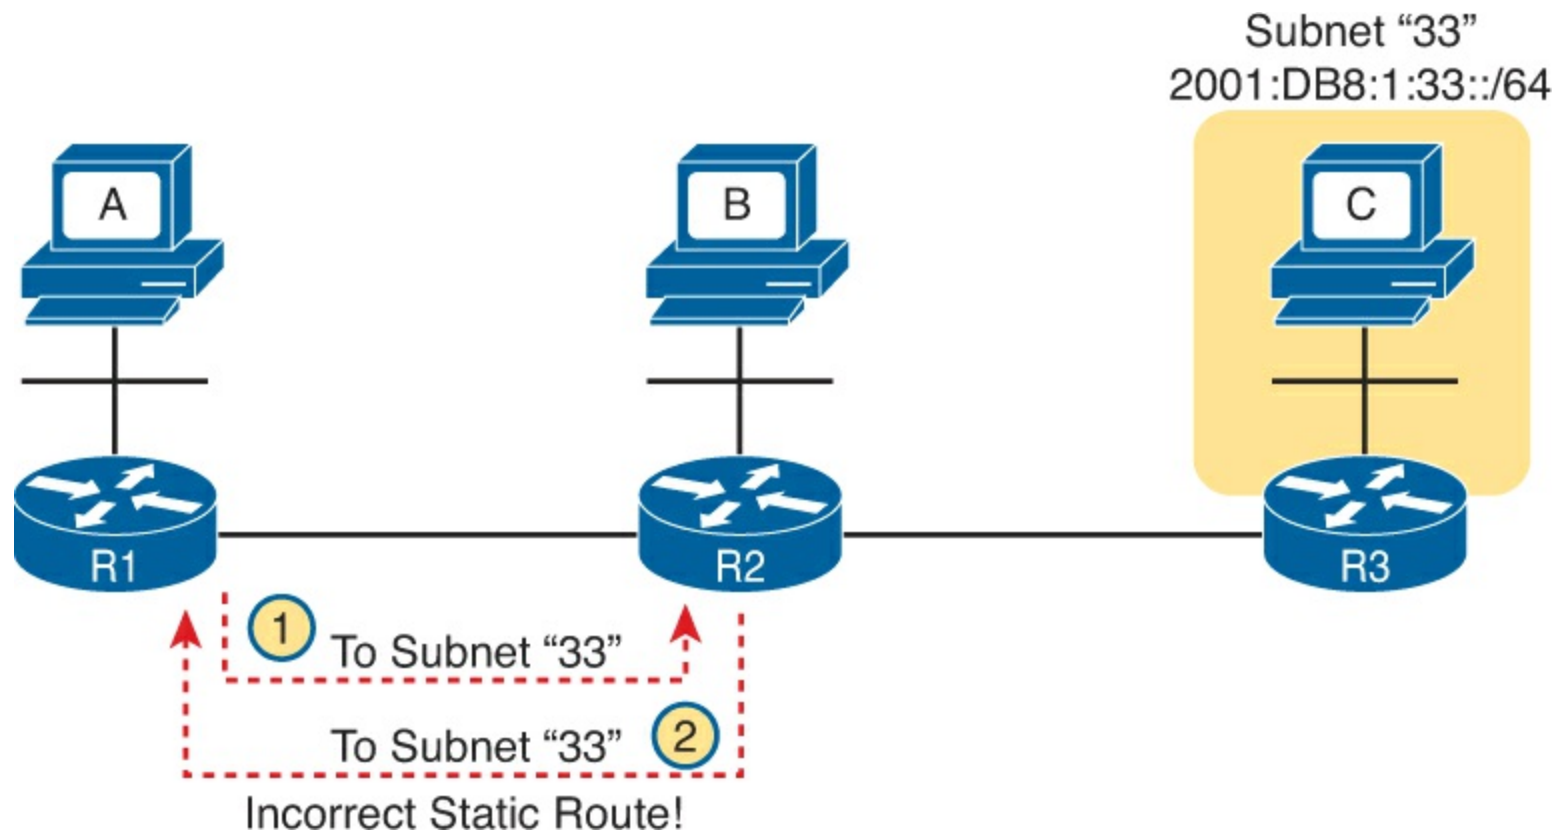 Subnet “33”
2001:DB8:1:33::/64
A
B
C
R1
R2
R3
1
To Subnet “33”
To Subnet “33”
2
Incorrect Static Route!